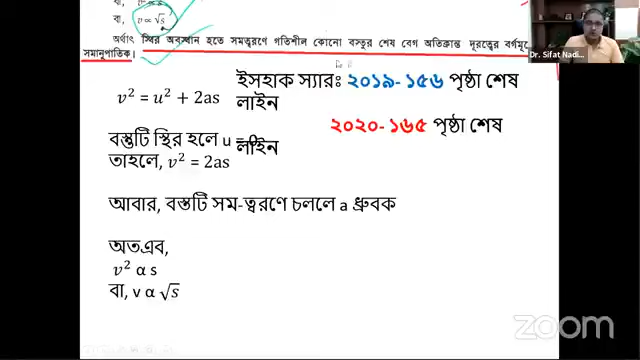 বা, v ∝ √s
অর্থাৎ স্থির অবস্থান হতে সমত্বরণে গতিশীল কোনো বস্তুর শেষ বেগ অতিক্রান্ত দূরত্বের বর্গমূলের
সমানুপাতিক।
Dr. Sifat Nadi...
ইসহাক স্যারঃ ২০১৯- ১৫৬ পৃষ্ঠা শেষ
লাইন
v² = u² + 2as
২০২০- ১৬৫ পৃষ্ঠা শেষ
লাইন
বস্তুটি স্থির হলে u = 0
তাহলে, v² = 2as
আবার, বস্তটি সম-ত্বরণে চললে a ধ্রুবক
অতএব,
v² α s
বা, v α √s
zoom